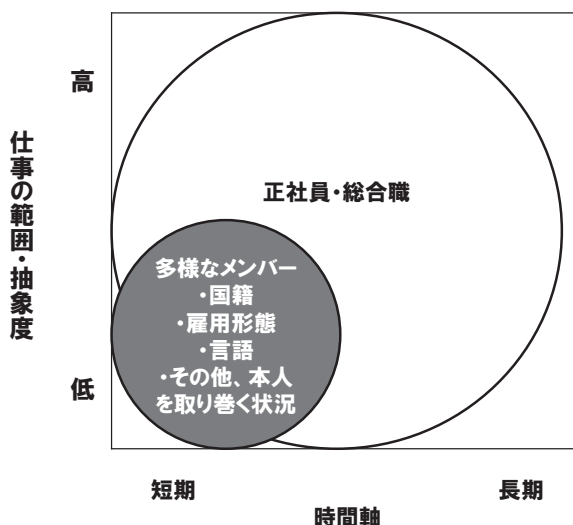 高
仕事の範囲・抽象度
正社員・総合職
多様なメンバー
・国籍
・雇用形態
・言語
・その他、本人
を取り巻く状況
低
短期
長期
時間軸